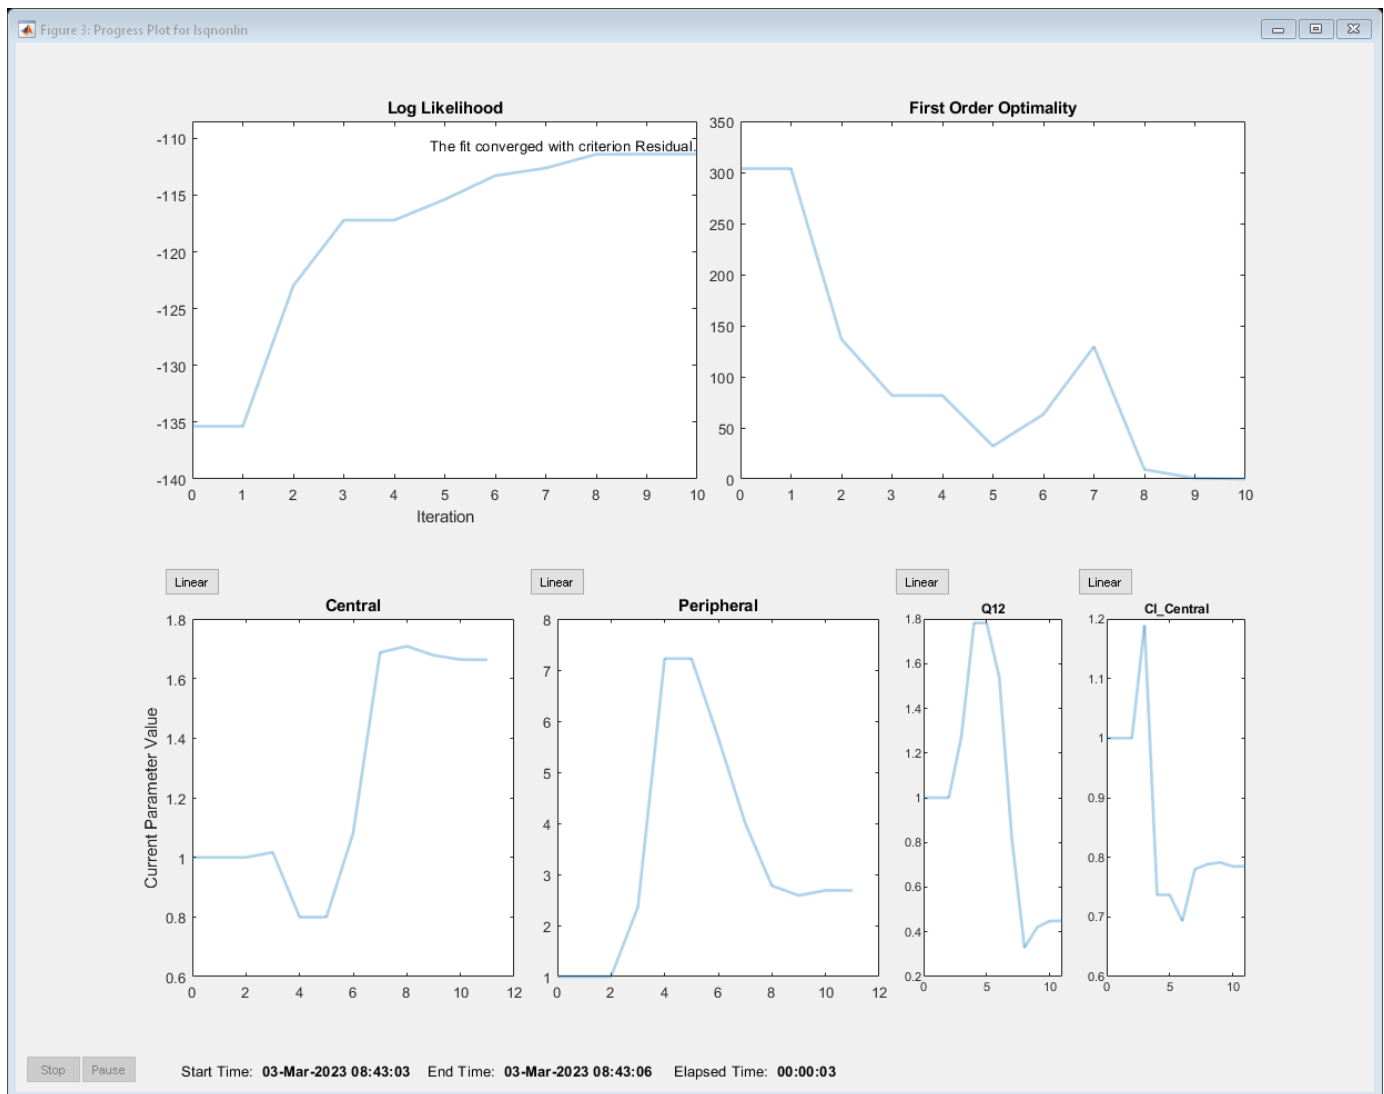 Figure 3: Progress Plot for lsqnonlin
Log Likelihood
The fit converged with criterion Residual.
-110
-115
-120
-125
-130
-135
-140
0 1 2 3 4 5 6 7 8 9 10
Iteration
First Order Optimality
350
300
250
200
150
100
50
0
0 1 2 3 4 5 6 7 8 9 10
Linear
Central
Current Parameter Value
1.8
1.6
1.4
1.2
1
0.8
0.6
0 2 4 6 8 10 12
Linear
Peripheral
8
7
6
5
4
3
2
1
0 2 4 6 8 10 12
Linear
Q12
1.8
1.6
1.4
1.2
1
0.8
0.6
0.4
0.2
0 5 10
Linear
Cl_Central
1.2
1.1
1
0.9
0.8
0.7
0.6
0 5 10
Stop Pause Start Time: 03-Mar-2023 08:43:03 End Time: 03-Mar-2023 08:43:06 Elapsed Time: 00:00:03